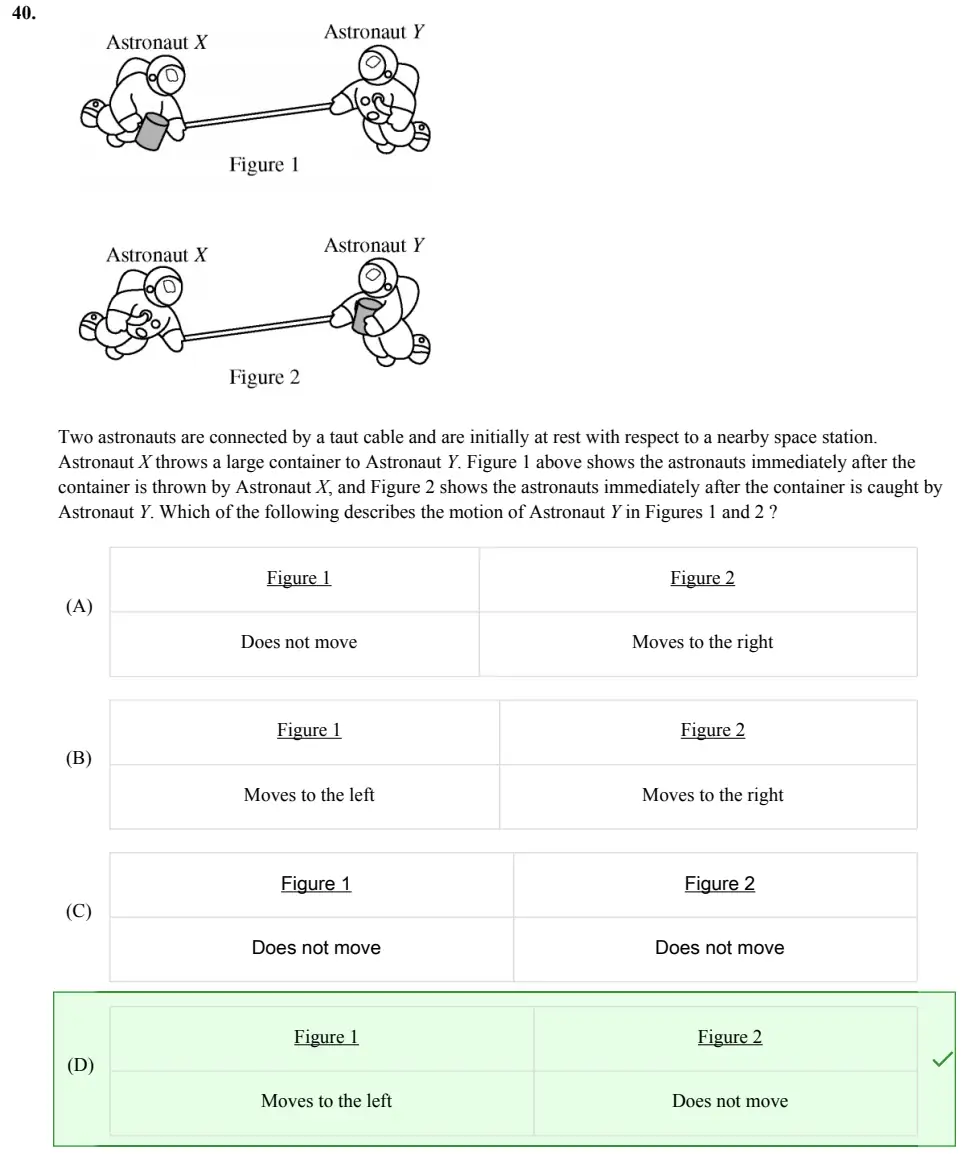 40.
Astronaut X
Astronaut Y
Figure 1
Astronaut X
Astronaut Y
Figure 2
Two astronauts are connected by a taut cable and are initially at rest with respect to a nearby space station.
Astronaut X throws a large container to Astronaut Y. Figure 1 above shows the astronauts immediately after the
container is thrown by Astronaut X, and Figure 2 shows the astronauts immediately after the container is caught by
Astronaut Y. Which of the following describes the motion of Astronaut Y in Figures 1 and 2 ?
(A)
Figure 1
Figure 2
Does not move
Moves to the right
(B)
Figure 1
Figure 2
Moves to the left
Moves to the right
(C)
Figure 1
Figure 2
Does not move
Does not move
(D)
Figure 1
Figure 2
Moves to the left
Does not move